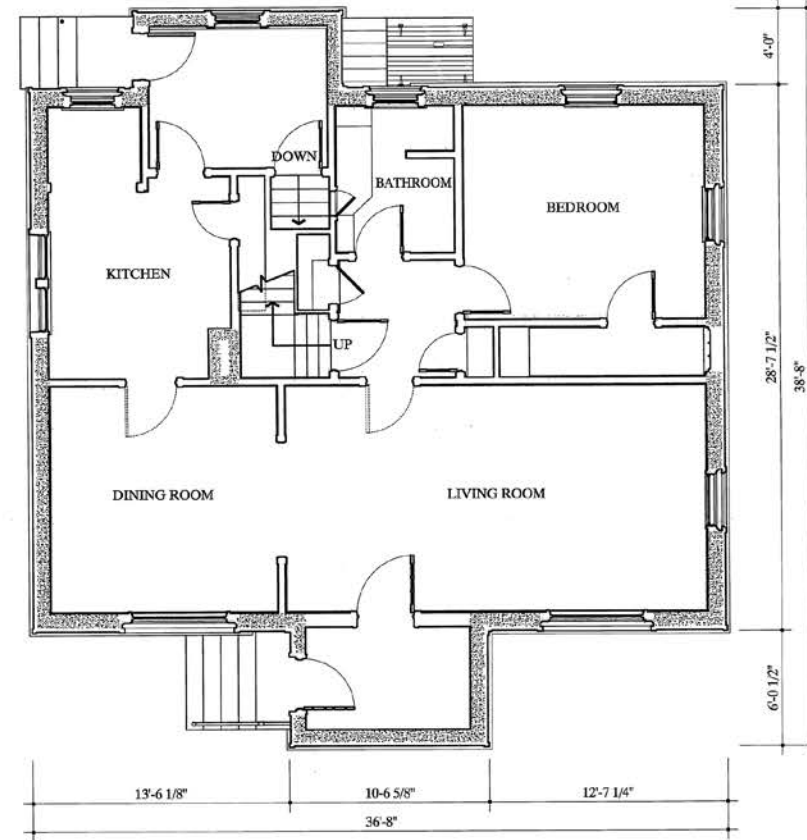 4'-0"
DOWN
BATHROOM
BEDROOM
KITCHEN
UP
28'-7 1/2"
38'-8"
DINING ROOM
LIVING ROOM
6'-0 1/2"
13'-6 1/8"
10-6 5/8"
12'-7 1/4"
36'-8"